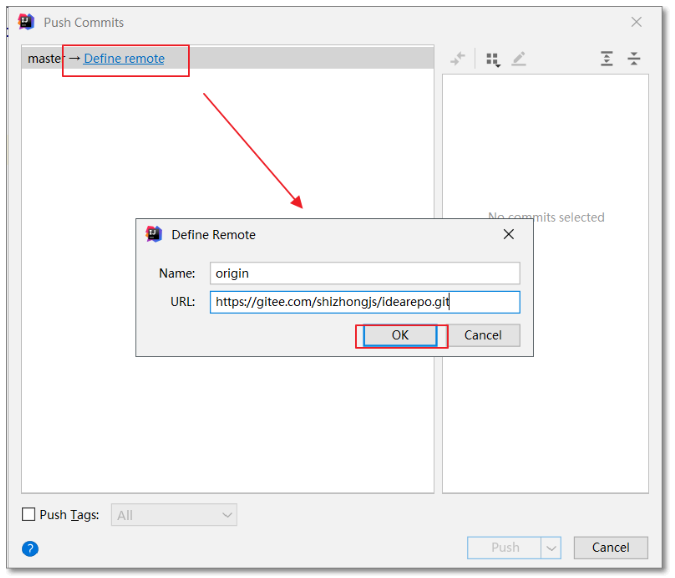 Push Commits
master → Define remote
No commits selected
Define Remote
Name: origin
URL: https://gitee.com/shizhongjs/idearepo.git
OK Cancel
Push Tags: All
? Push Cancel